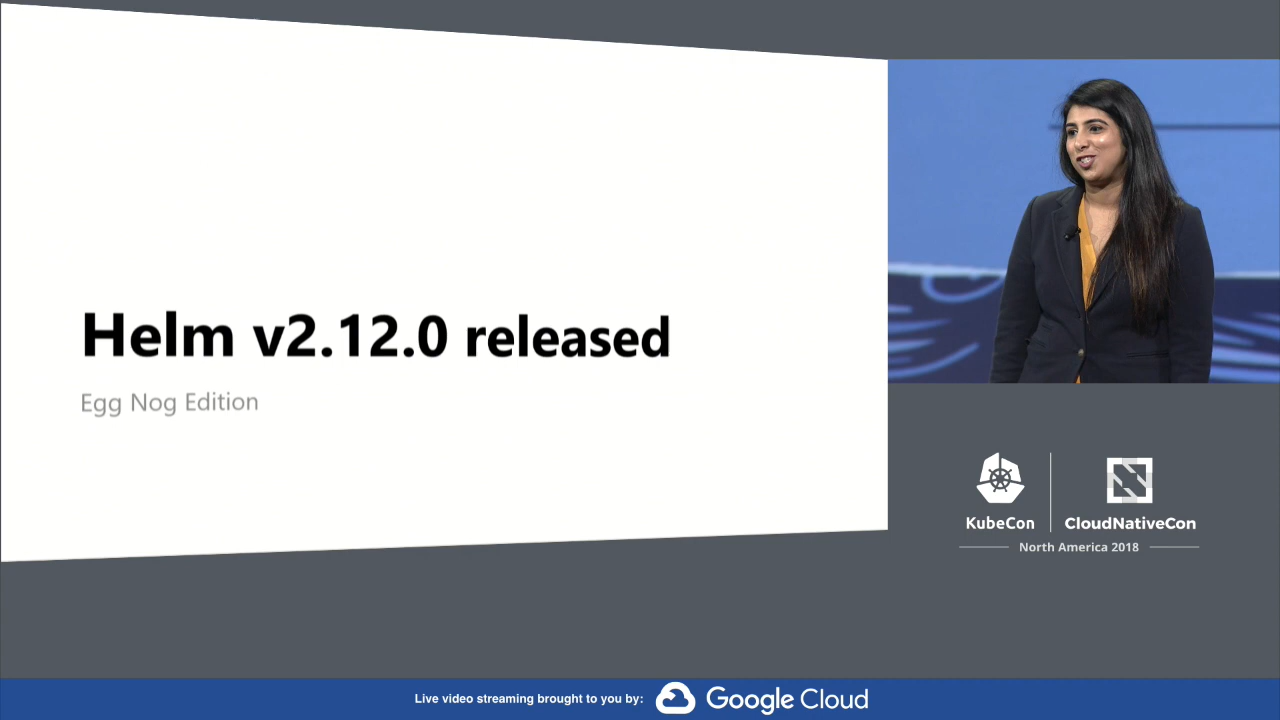 Helm v2.12.0 released
Egg Nog Edition
KubeCon
CloudNativeCon
North America 2018
Live video streaming brought to you by: Google Cloud